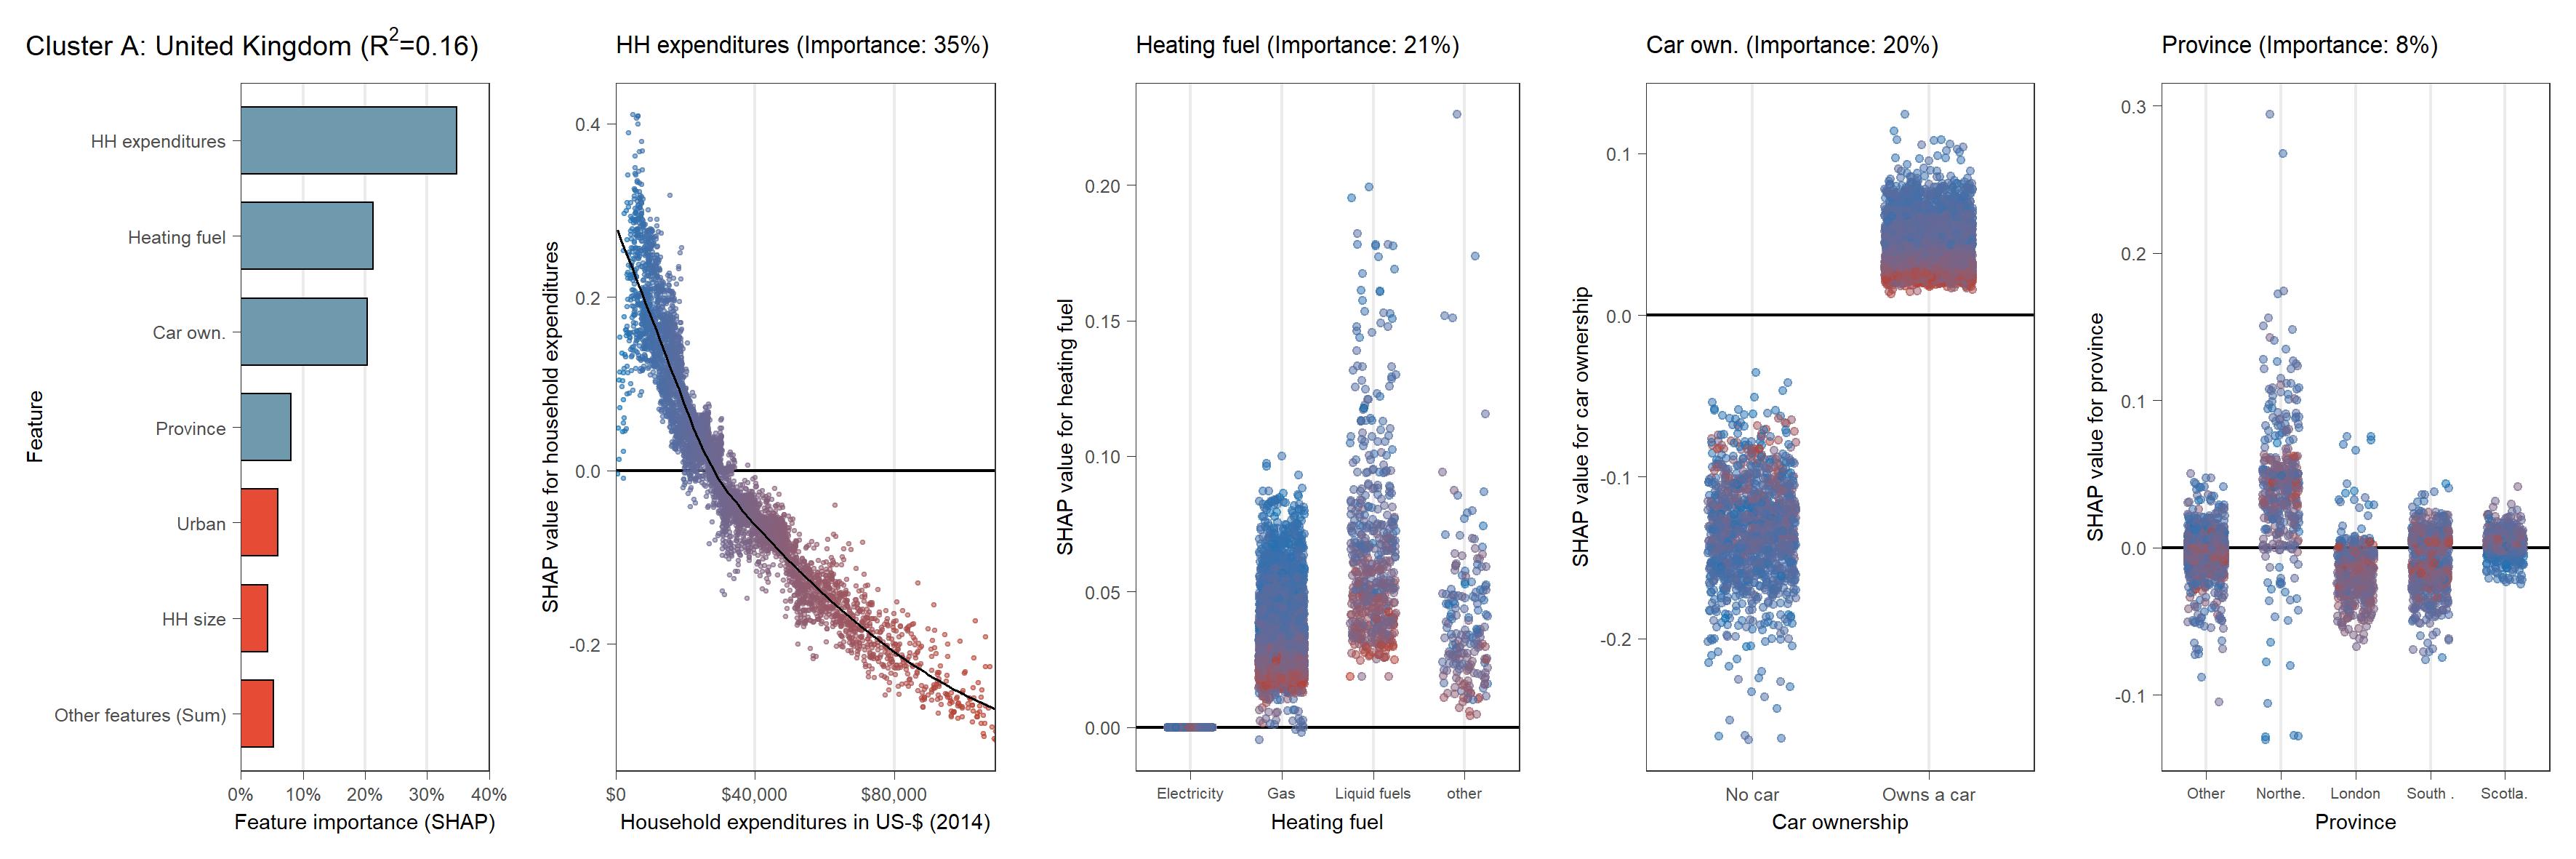 Cluster A: United Kingdom (R²=0.16)
Feature
HH expenditures
Heating fuel
Car own.
Province
Urban
HH size
Other features (Sum)
0% 10% 20% 30% 40%
Feature importance (SHAP)
HH expenditures (Importance: 35%)
SHAP value for household expenditures
0.4
0.2
0.0
-0.2
$0 $40,000 $80,000
Household expenditures in US-$ (2014)
Heating fuel (Importance: 21%)
SHAP value for heating fuel
0.20
0.15
0.10
0.05
0.00
Electricity Gas Liquid fuels other
Heating fuel
Car own. (Importance: 20%)
SHAP value for car ownership
0.1
0.0
-0.1
-0.2
No car Owns a car
Car ownership
Province (Importance: 8%)
SHAP value for province
0.3
0.2
0.1
0.0
-0.1
Other Northe. London South . Scotla.
Province